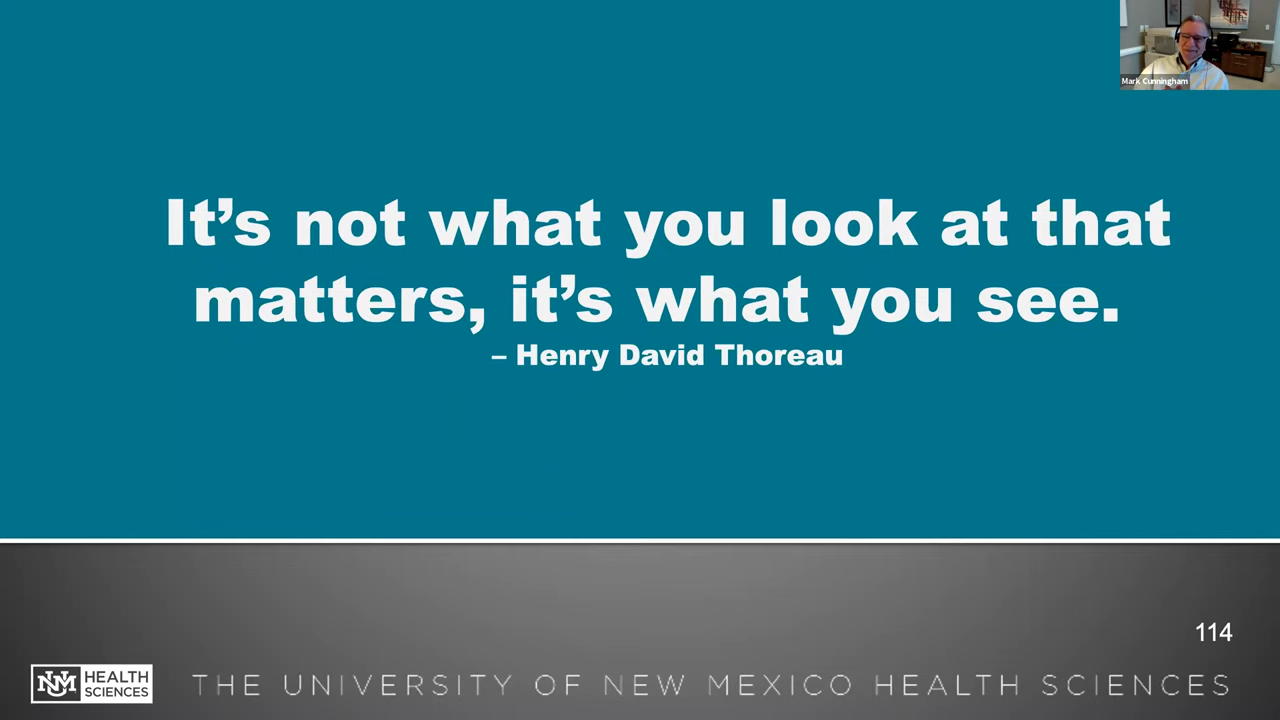 Mark Cunningham
It's not what you look at that
matters, it's what you see.
– Henry David Thoreau
114
UNM HEALTH
SCIENCES
THE UNIVERSITY OF NEW MEXICO HEALTH SCIENCES